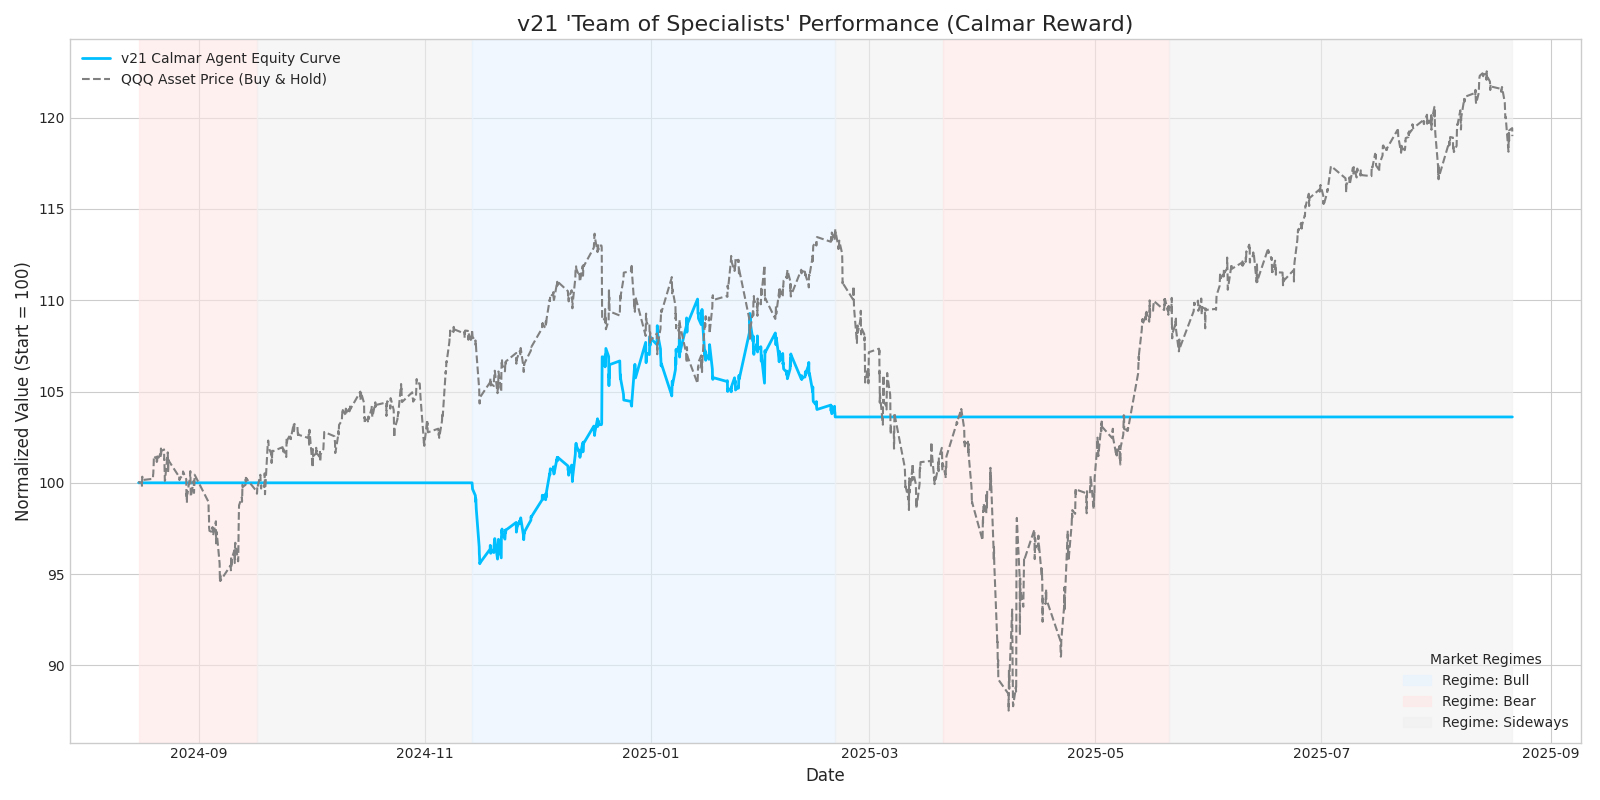 v21 'Team of Specialists' Performance (Calmar Reward)
v21 Calmar Agent Equity Curve
QQQ Asset Price (Buy & Hold)
Normalized Value (Start = 100)
120
115
110
105
100
95
90
Market Regimes
Regime: Bull
Regime: Bear
Regime: Sideways
2024-09
2024-11
2025-01
2025-03
2025-05
2025-07
2025-09
Date